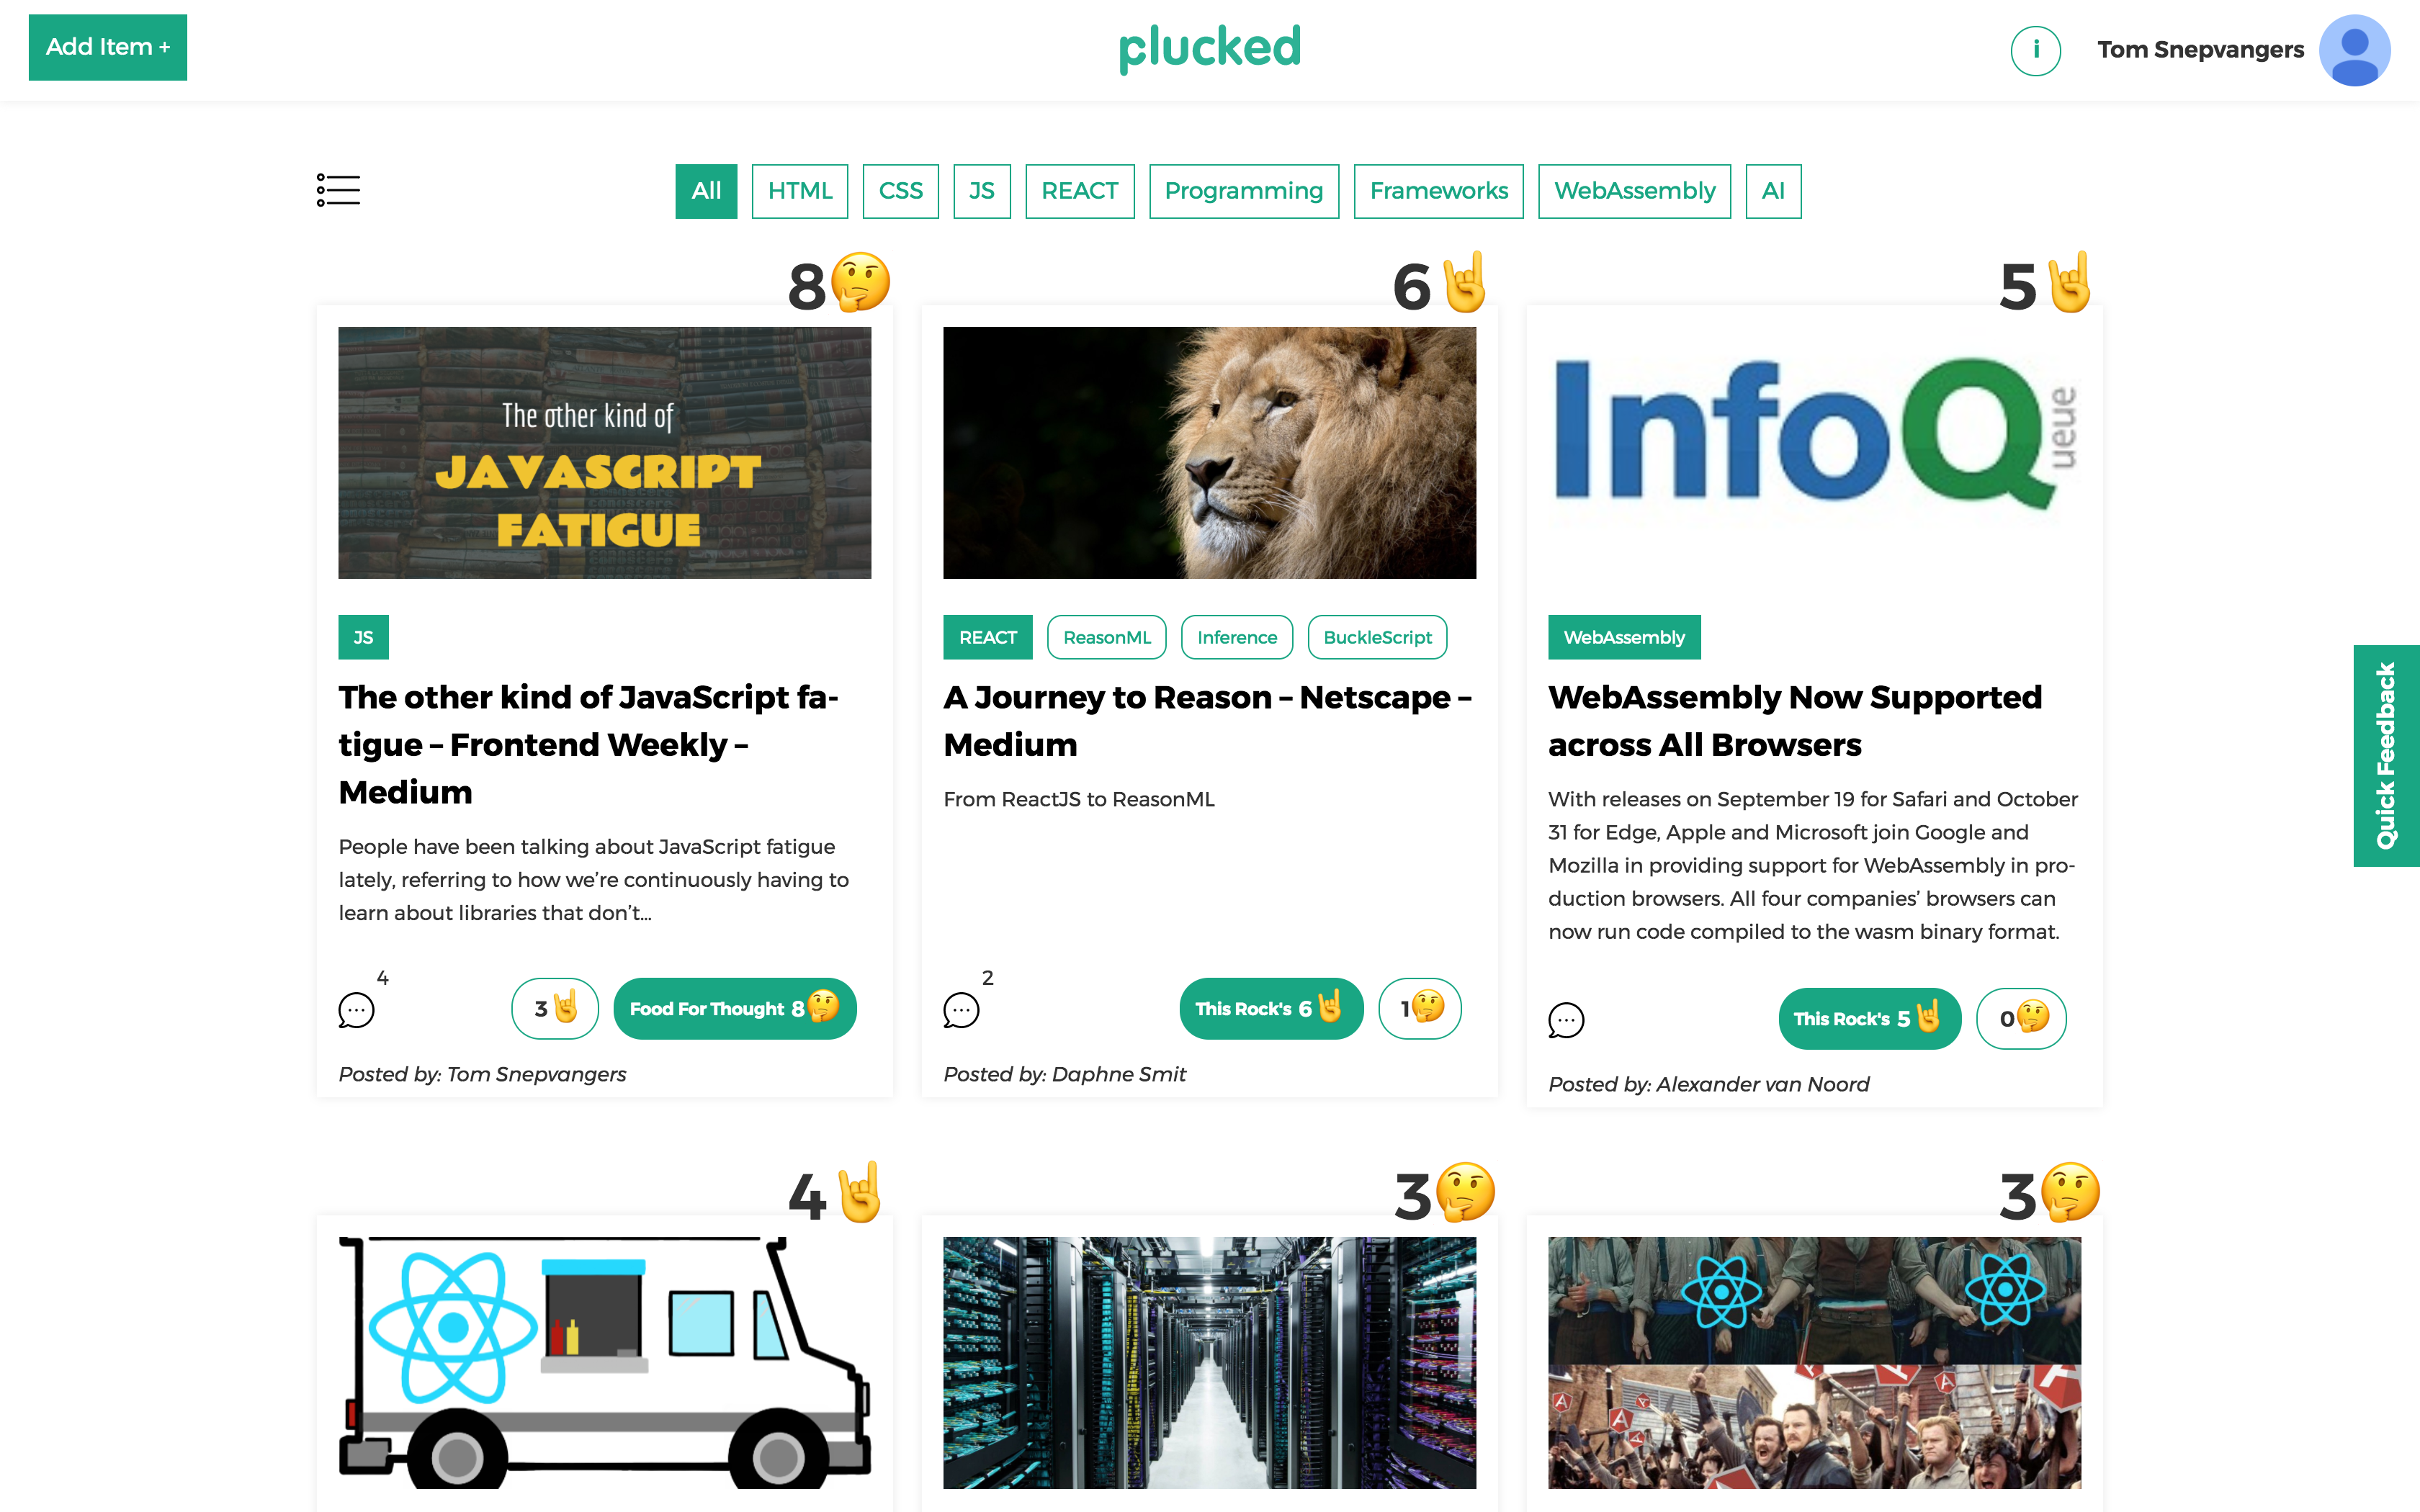 Add Item +
plucked
i
Tom Snepvangers
All
HTML
CSS
JS
REACT
Programming
Frameworks
WebAssembly
AI
8
The other kind of
JAVASCRIPT
FATIGUE
JS
The other kind of JavaScript fa-
tigue – Frontend Weekly –
Medium
People have been talking about JavaScript fatigue
lately, referring to how we’re continuously having to
learn about libraries that don’t…
4
3
Food For Thought 8
Posted by: Tom Snepvangers
6
REACT
ReasonML
Inference
BuckleScript
A Journey to Reason – Netscape –
Medium
From ReactJS to ReasonML
2
This Rock's 6
1
Posted by: Daphne Smit
5
InfoQ
ueue
WebAssembly
WebAssembly Now Supported
across All Browsers
With releases on September 19 for Safari and October
31 for Edge, Apple and Microsoft join Google and
Mozilla in providing support for WebAssembly in pro-
duction browsers. All four companies’ browsers can
now run code compiled to the wasm binary format.
This Rock's 5
0
Posted by: Alexander van Noord
Quick Feedback
4
3
3